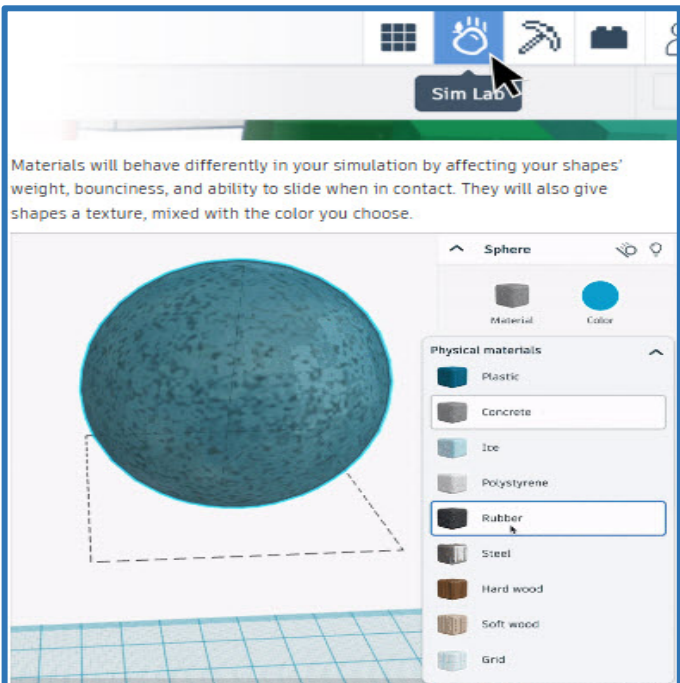 Sim Lab
Materials will behave differently in your simulation by affecting your shapes'
weight, bounciness, and ability to slide when in contact. They will also give
shapes a texture, mixed with the color you choose.
Sphere
Material Color
Physical materials
Plastic
Concrete
Ice
Polystyrene
Rubber
Steel
Hard wood
Soft wood
Grid